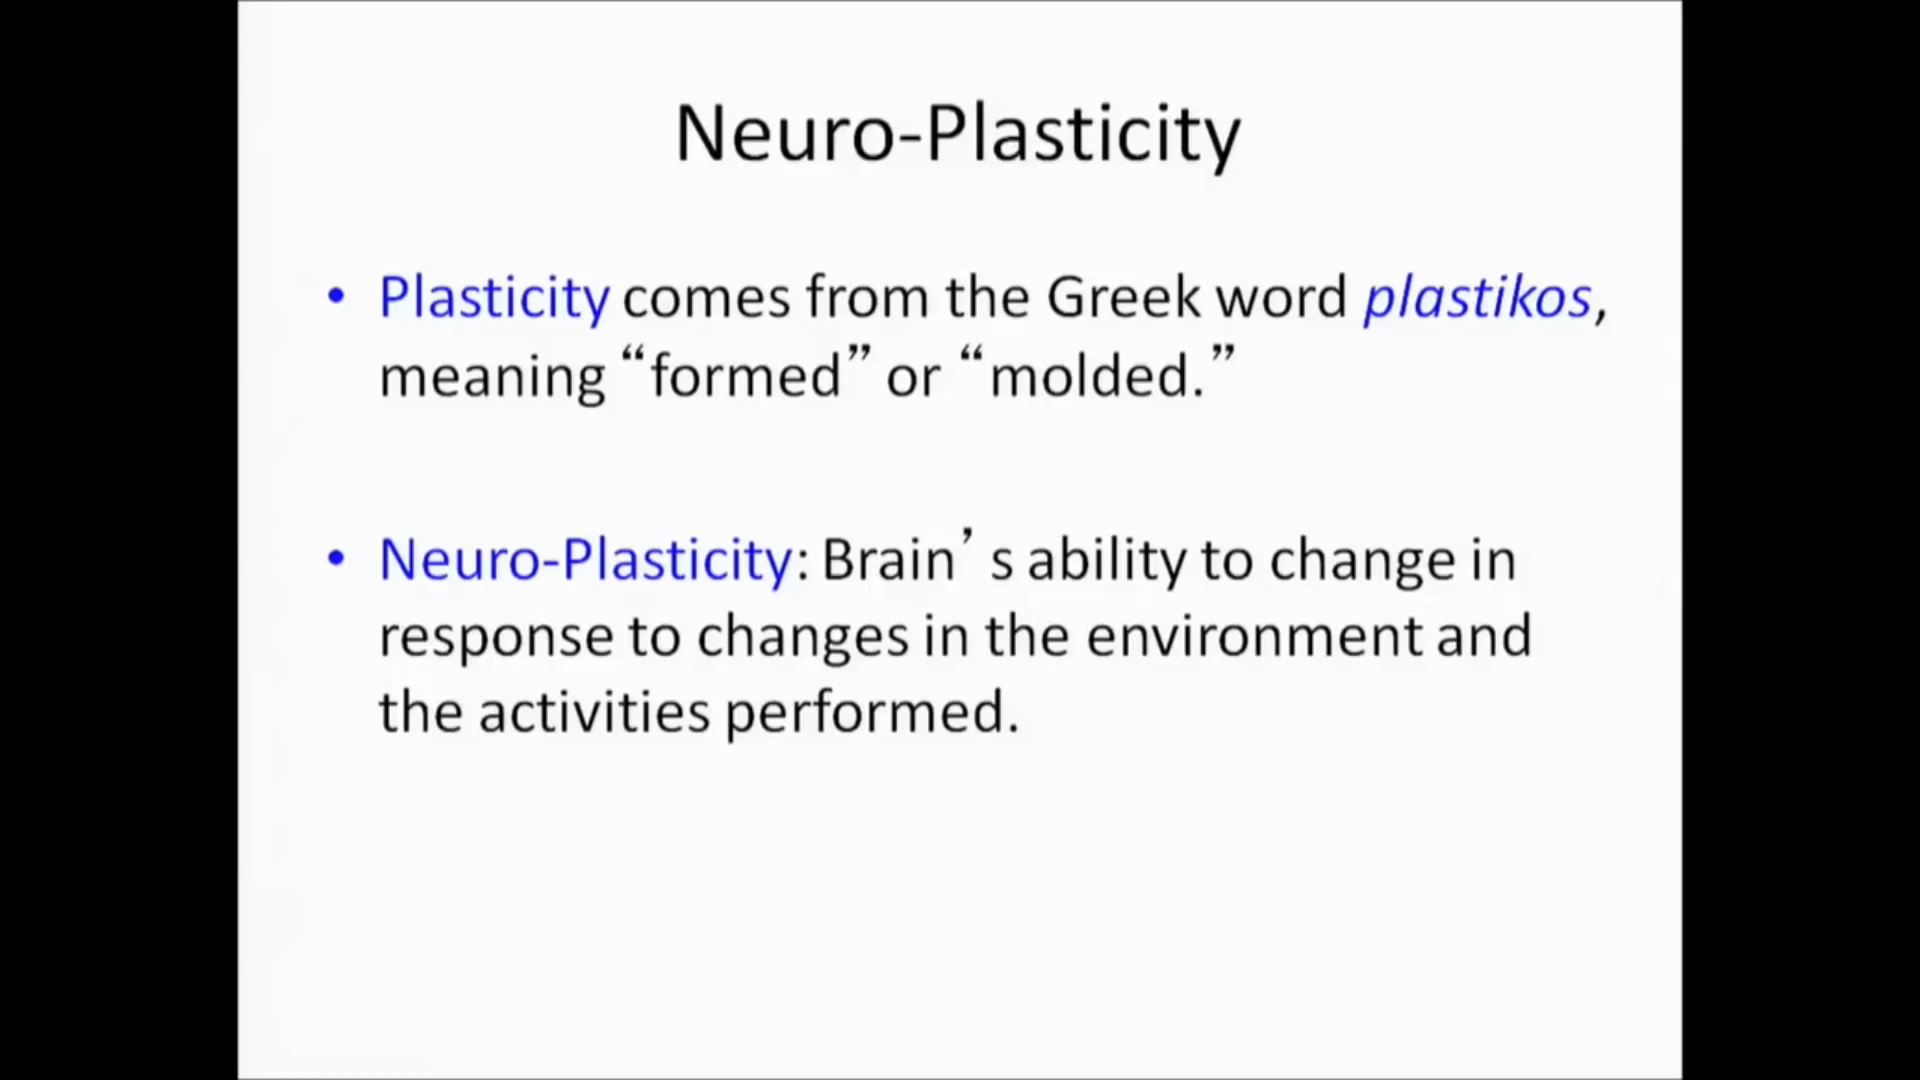 Neuro-Plasticity
• Plasticity comes from the Greek word plastikos,
meaning “formed” or “molded.”
• Neuro-Plasticity: Brain’s ability to change in
response to changes in the environment and
the activities performed.